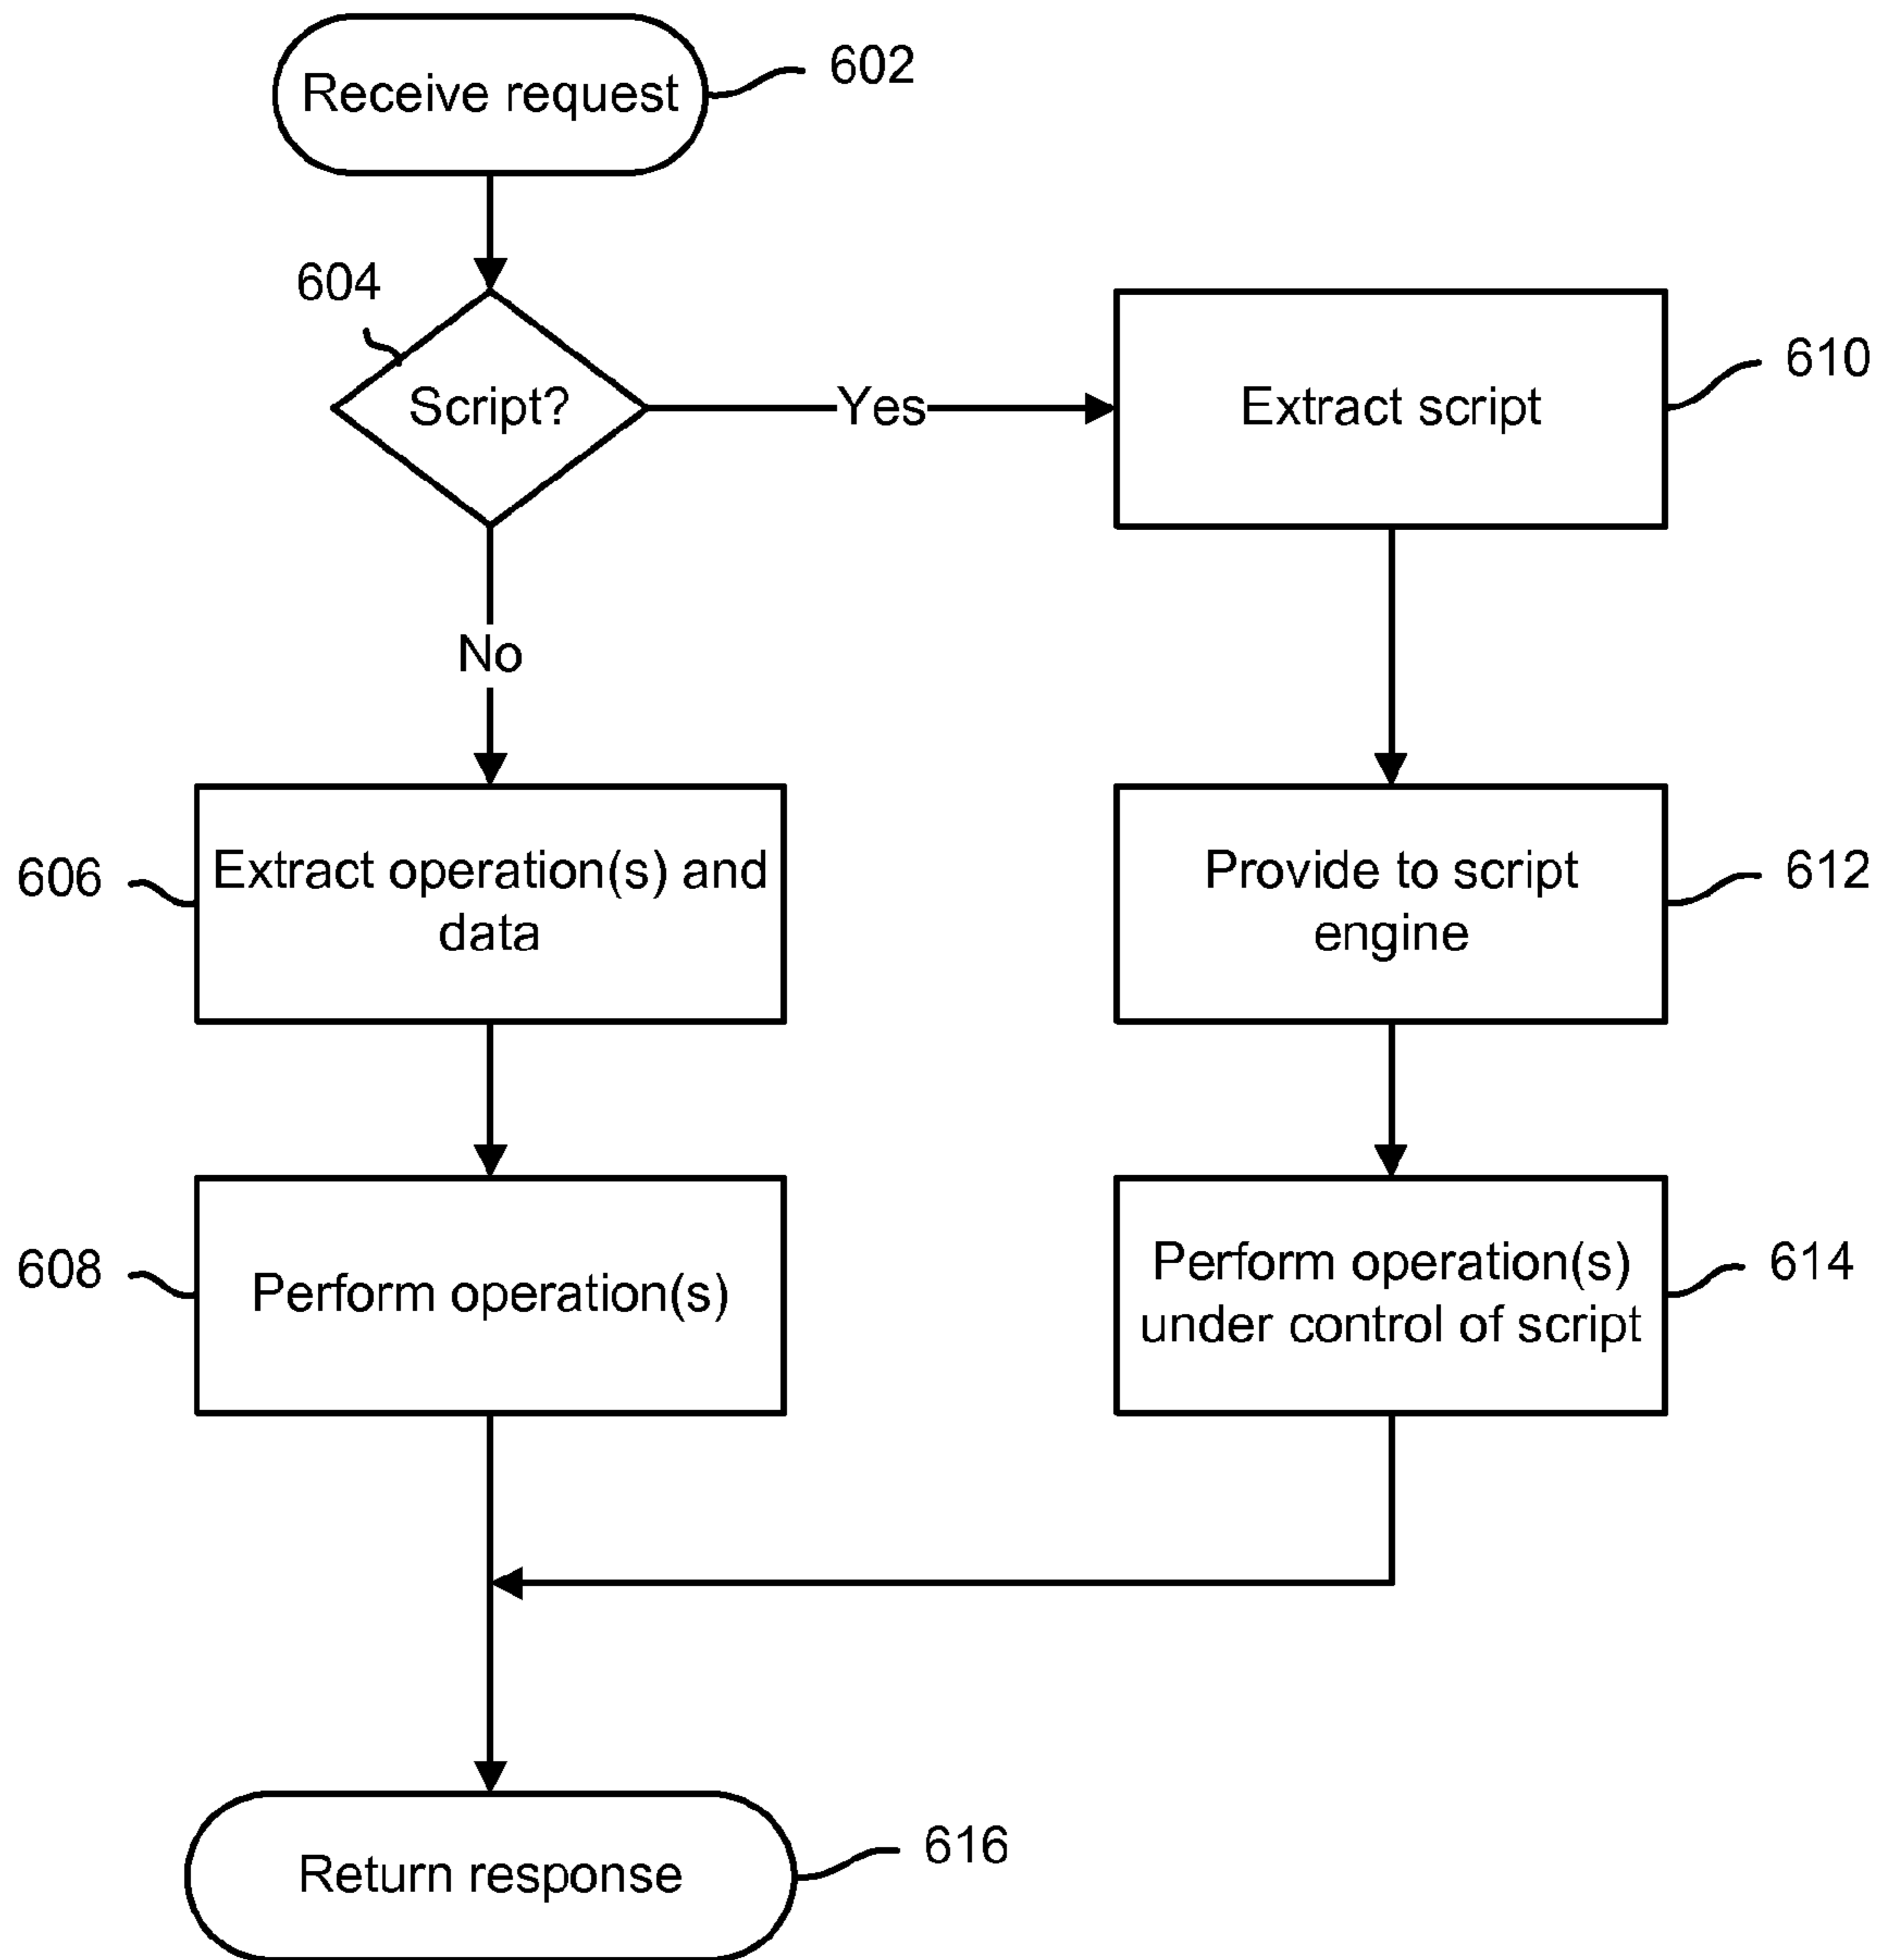 Receive request
602
604
Script?
Yes
Extract script
610
No
606
Extract operation(s) and
data
Provide to script
engine
612
608
Perform operation(s)
Perform operation(s)
under control of script
614
Return response
616